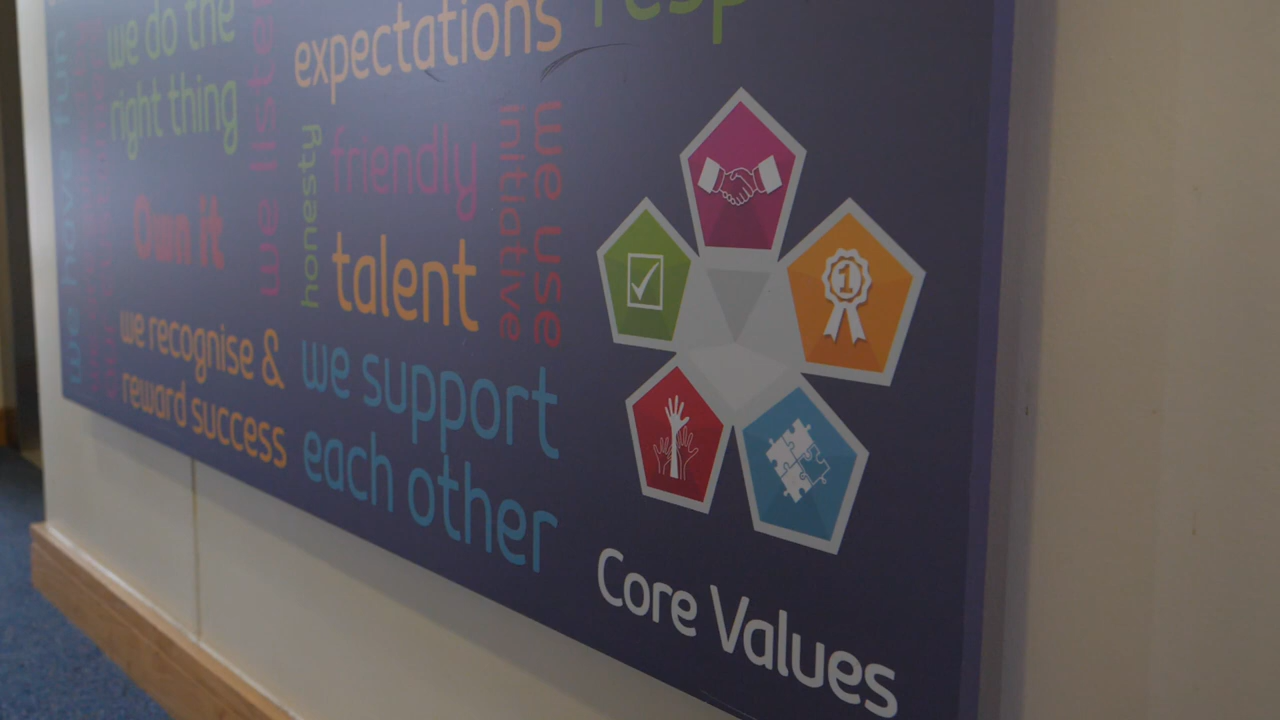 we do the
right thing
expectations
we have fun
we listen
honesty
friendly
we use
initiative
Own it
talent
we recognise &
reward success
we support
each other
1
Core Values